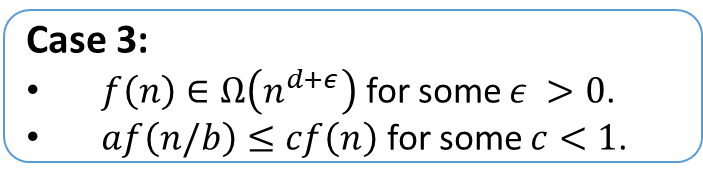 Case 3:
• f(n) ∈ Ω(n^{d+ϵ}) for some ϵ > 0.
• af(n/b) ≤ cf(n) for some c < 1.